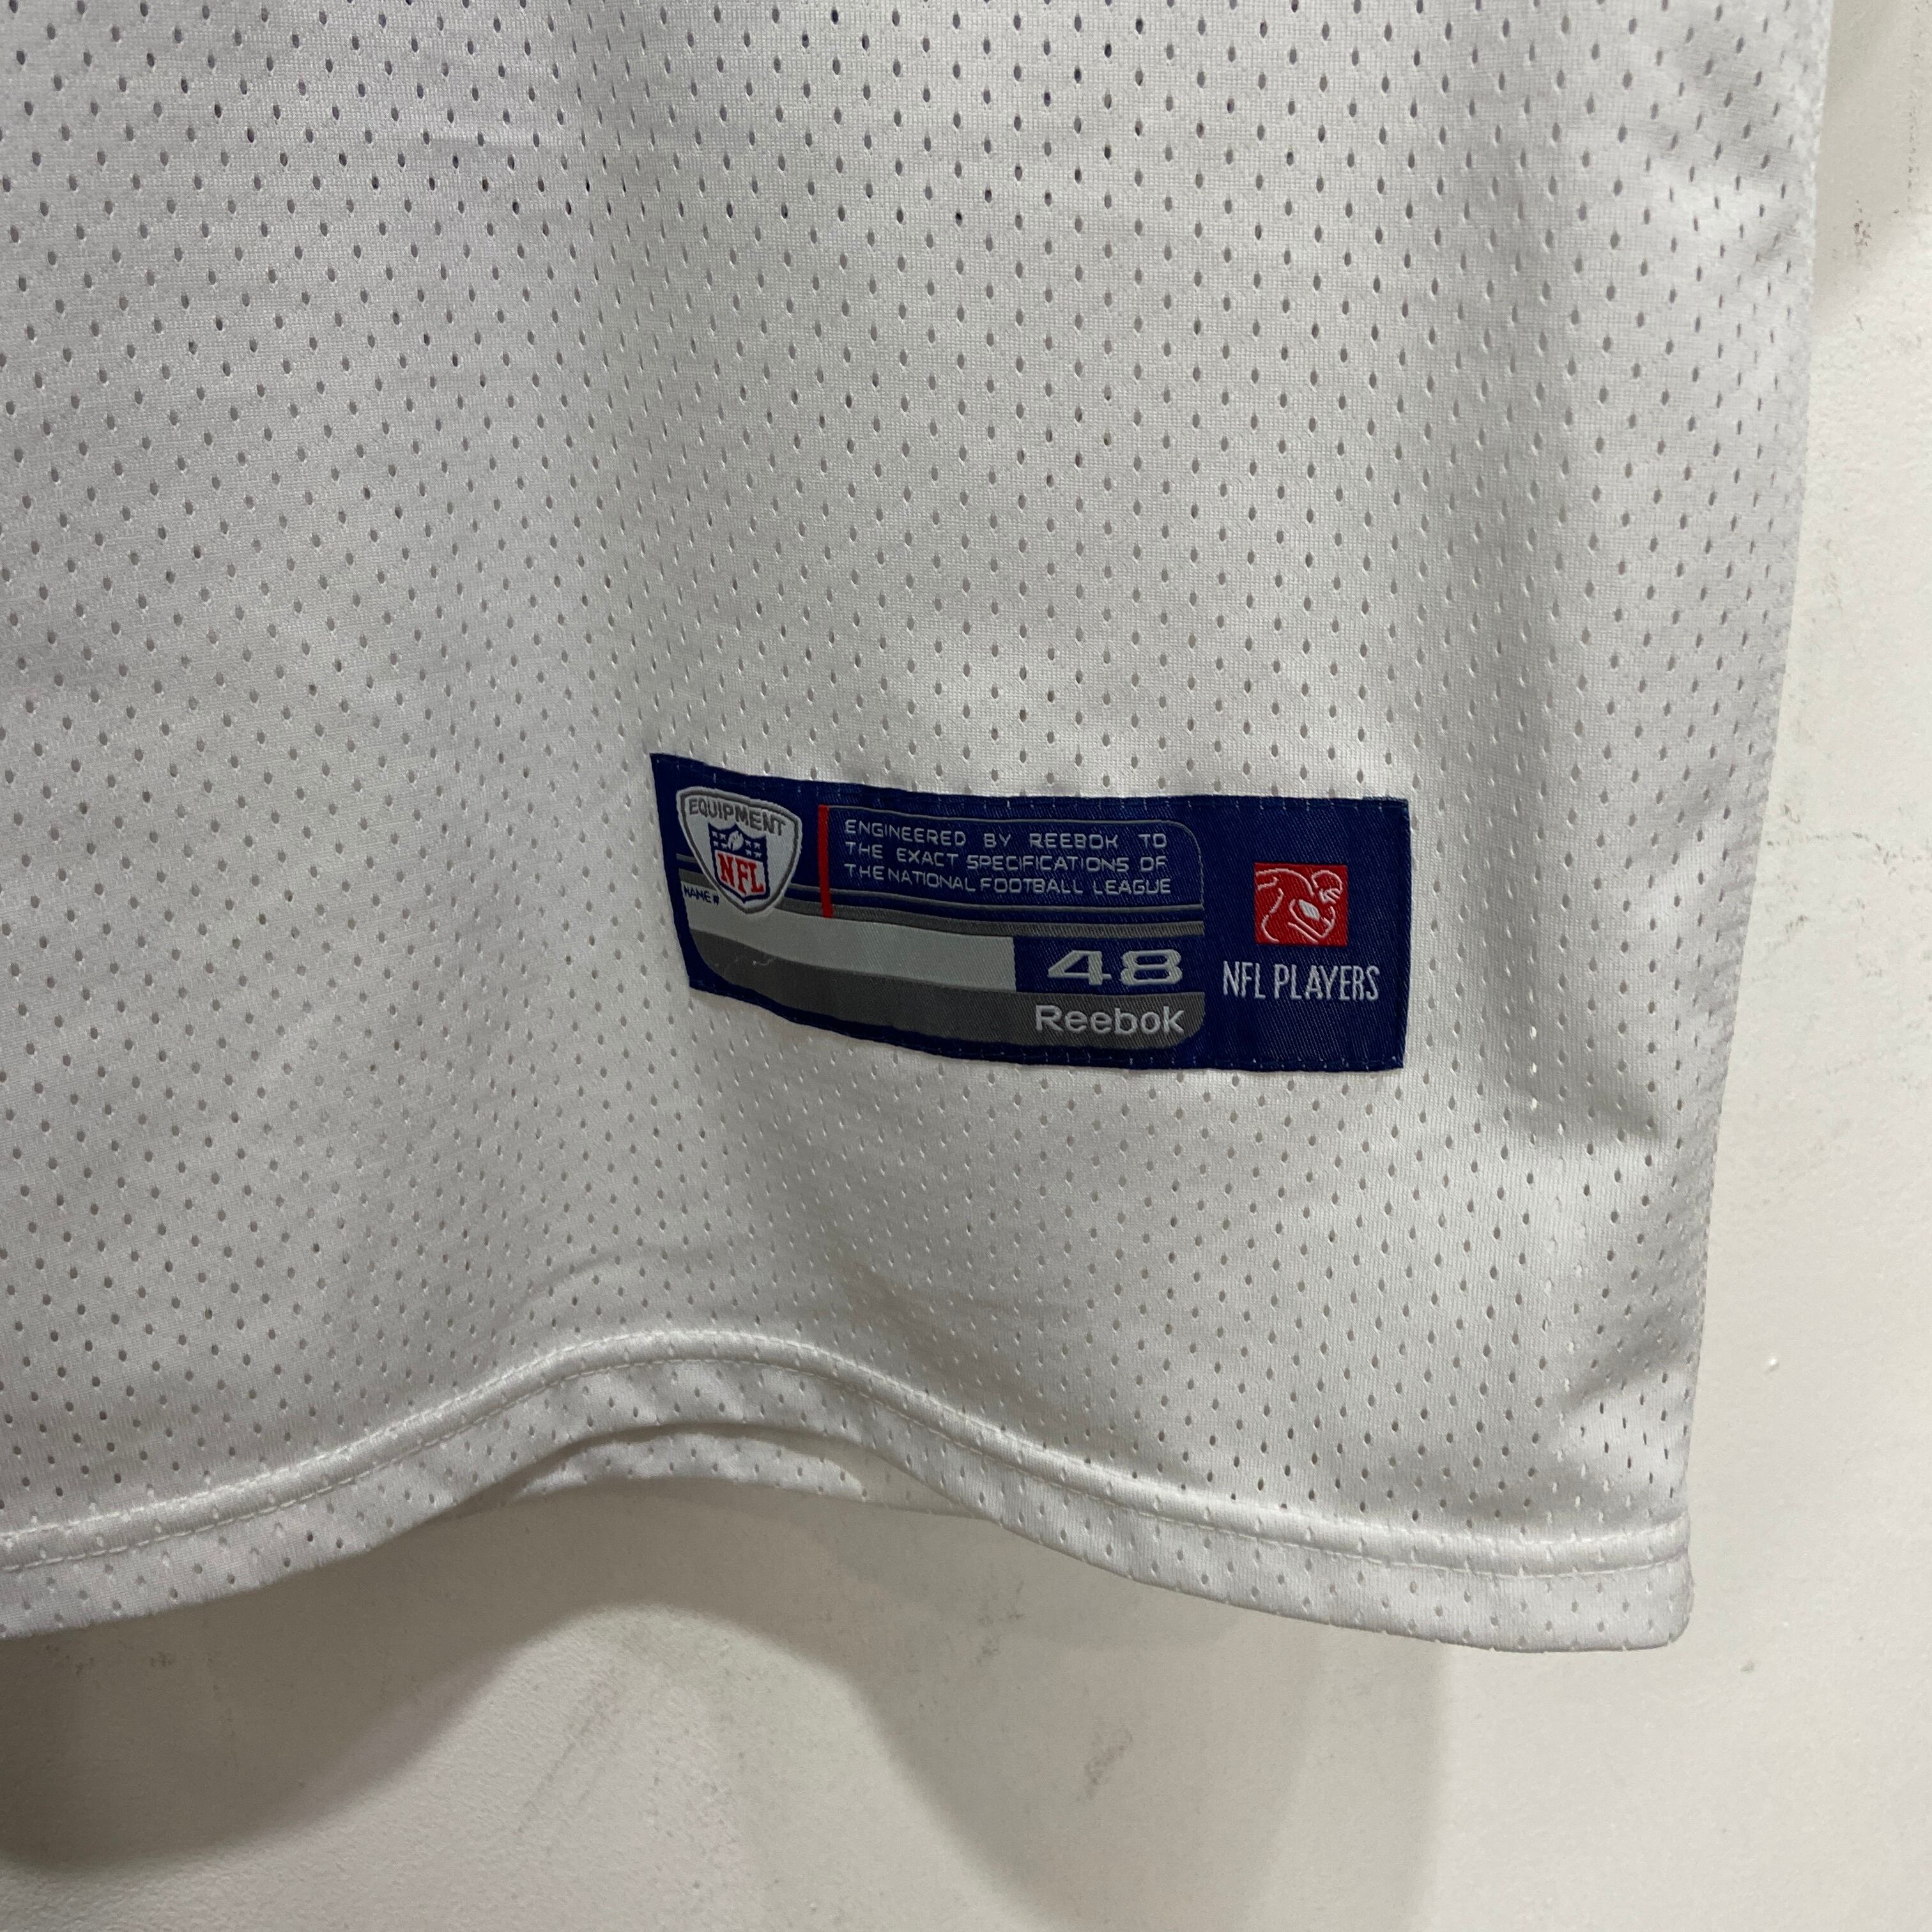 EQUIPMENT
NFL
NAME #
ENGINEERED BY REEBOK TO
THE EXACT SPECIFICATIONS OF
THE NATIONAL FOOTBALL LEAGUE
48
Reebok
NFL PLAYERS